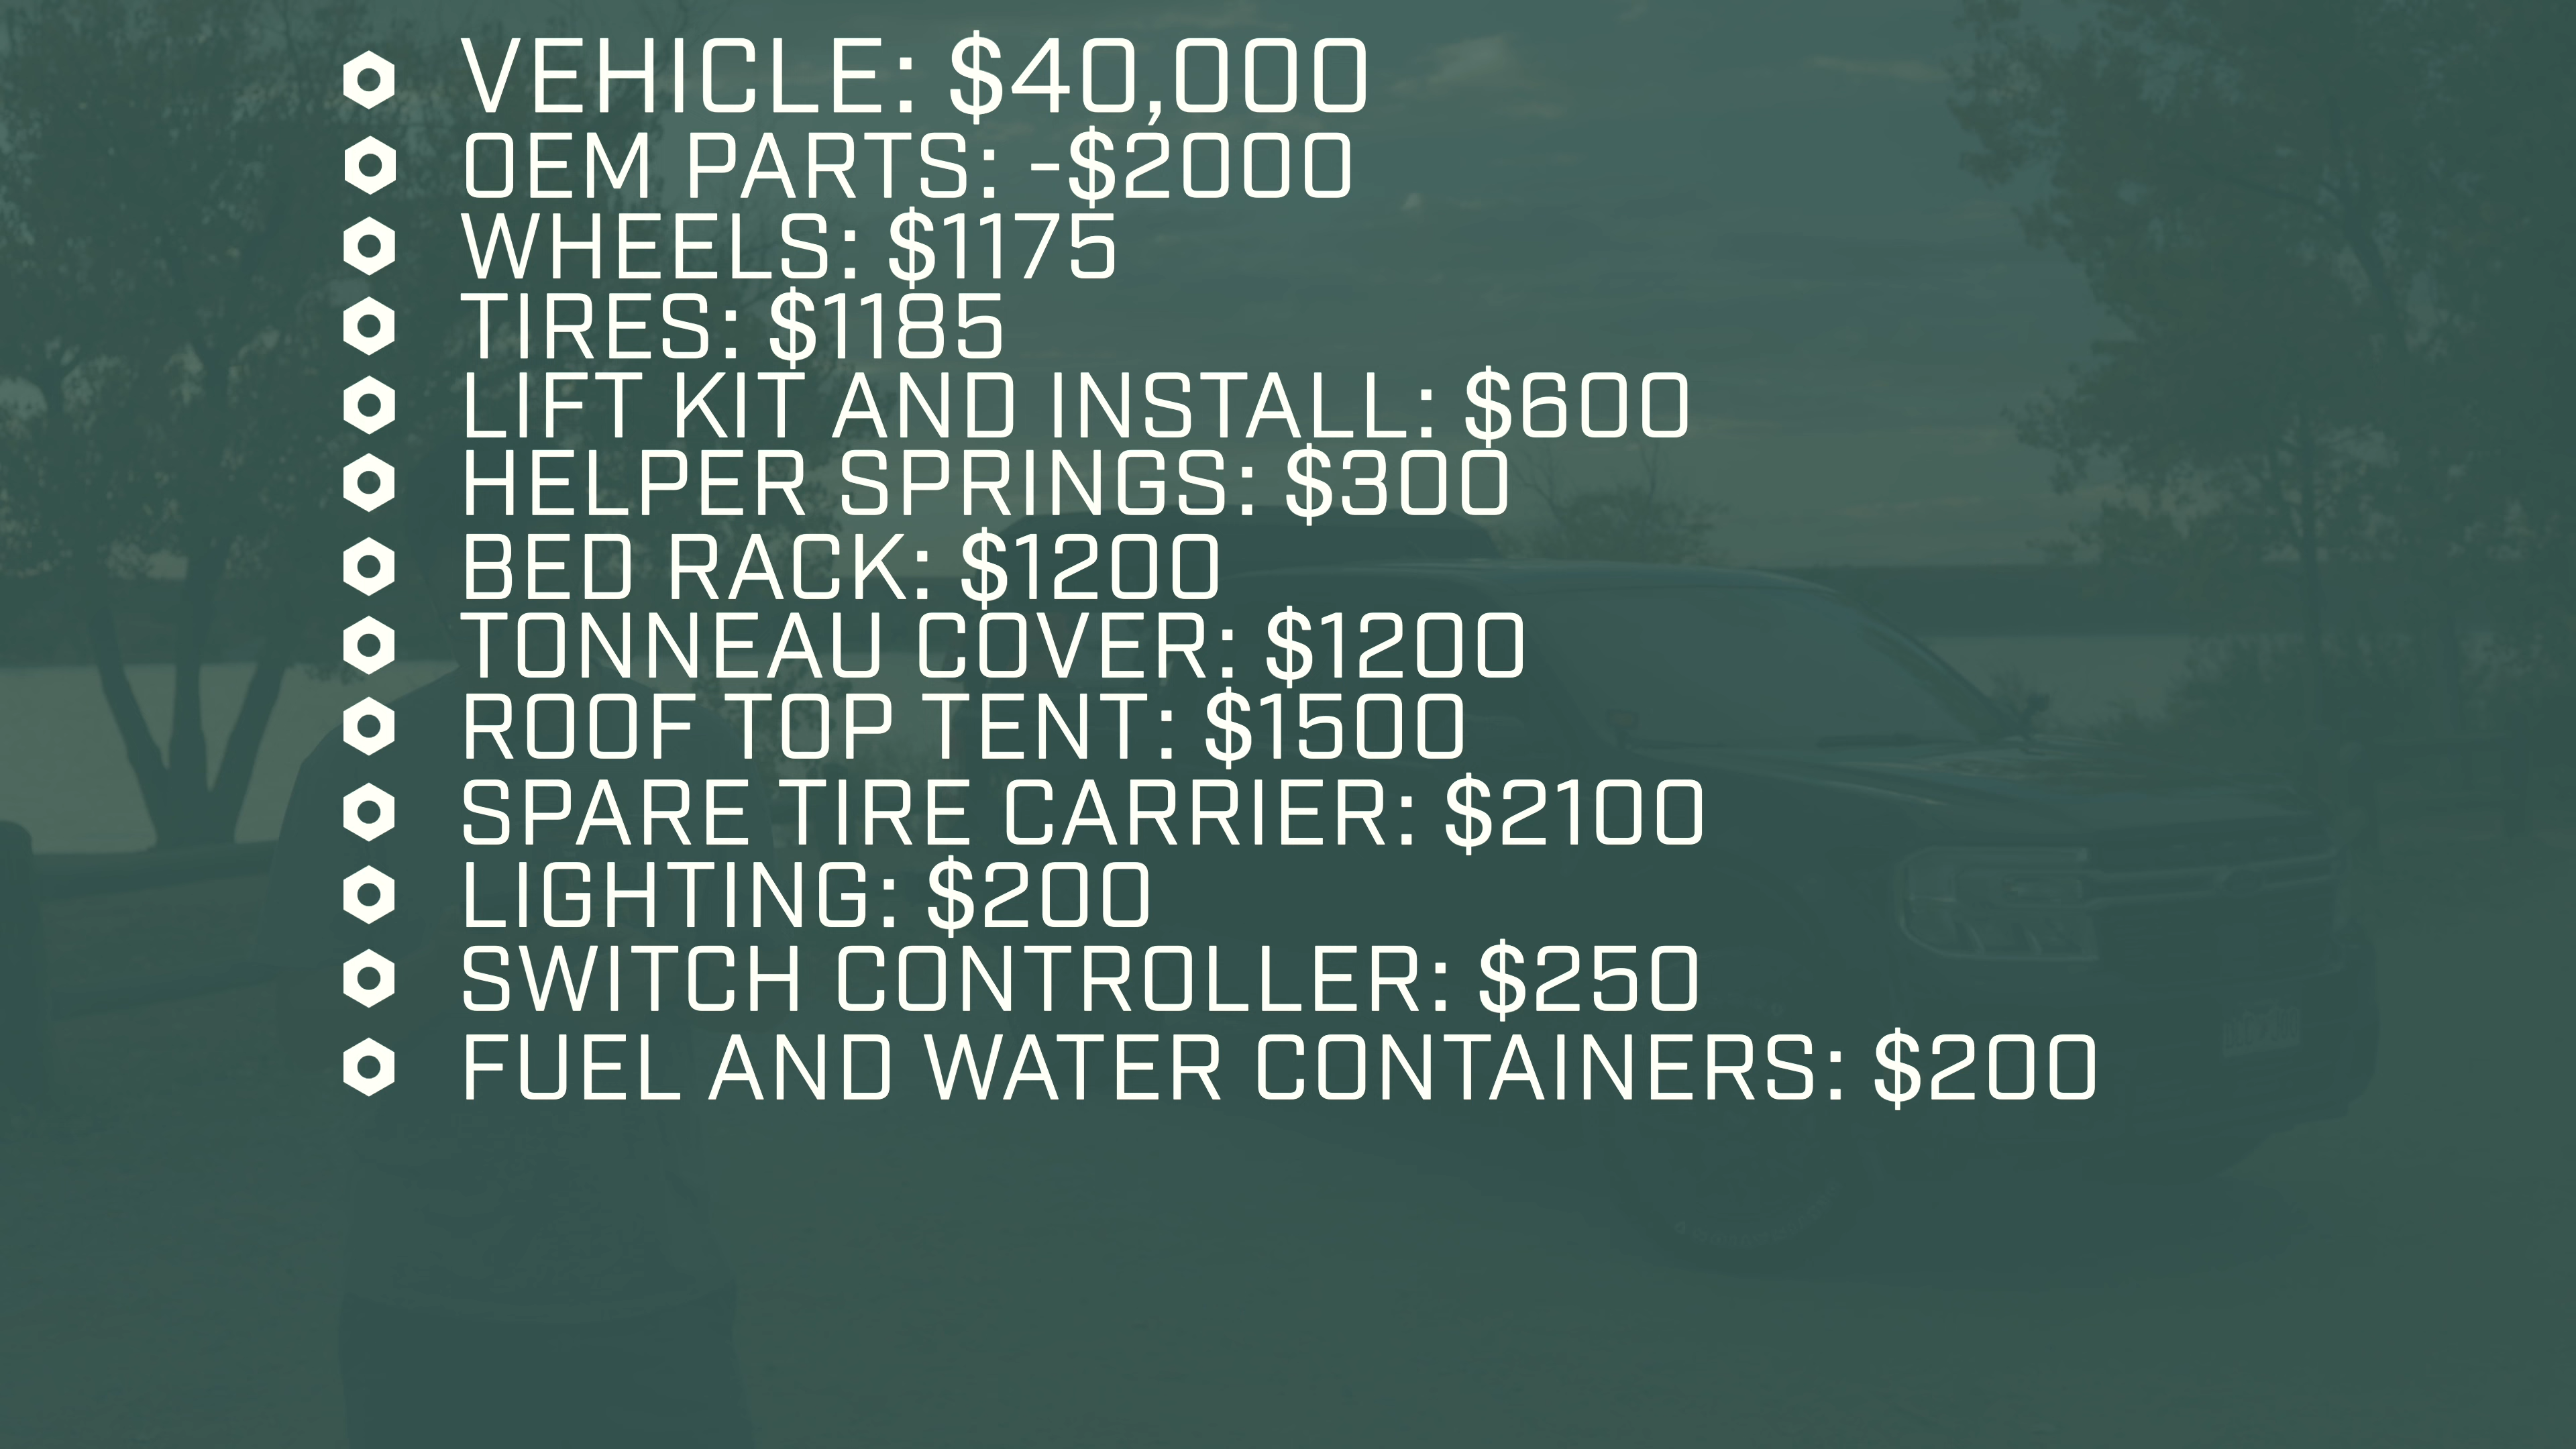 VEHICLE: $40,000
OEM PARTS: -$2000
WHEELS: $1175
TIRES: $1185
LIFT KIT AND INSTALL: $600
HELPER SPRINGS: $300
BED RACK: $1200
TONNEAU COVER: $1200
ROOF TOP TENT: $1500
SPARE TIRE CARRIER: $2100
LIGHTING: $200
SWITCH CONTROLLER: $250
FUEL AND WATER CONTAINERS: $200